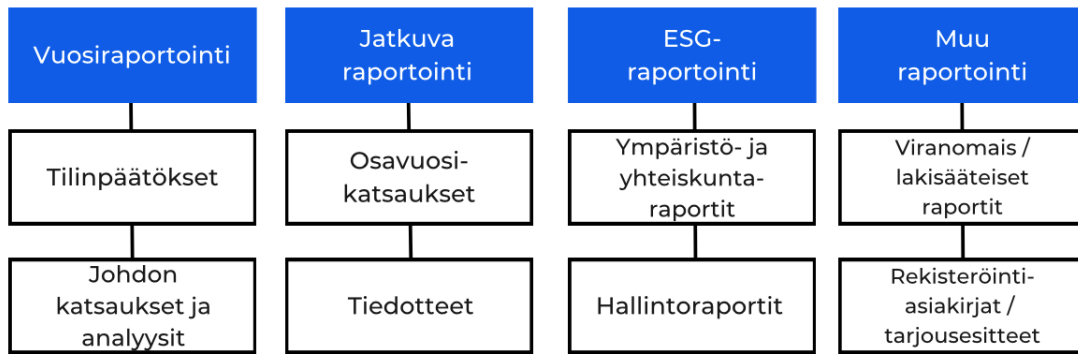 Vuosiraportointi
Tilinpäätökset
Johdon
katsaukset ja
analyysit
Jatkuva
raportointi
Osavuosi-
katsaukset
Tiedotteet
ESG-
raportointi
Ympäristö- ja
yhteiskunta-
raportit
Hallintoraportit
Muu
raportointi
Viranomais /
lakisääteiset
raportit
Rekisteröinti-
asiakirjat /
tarjousesitteet